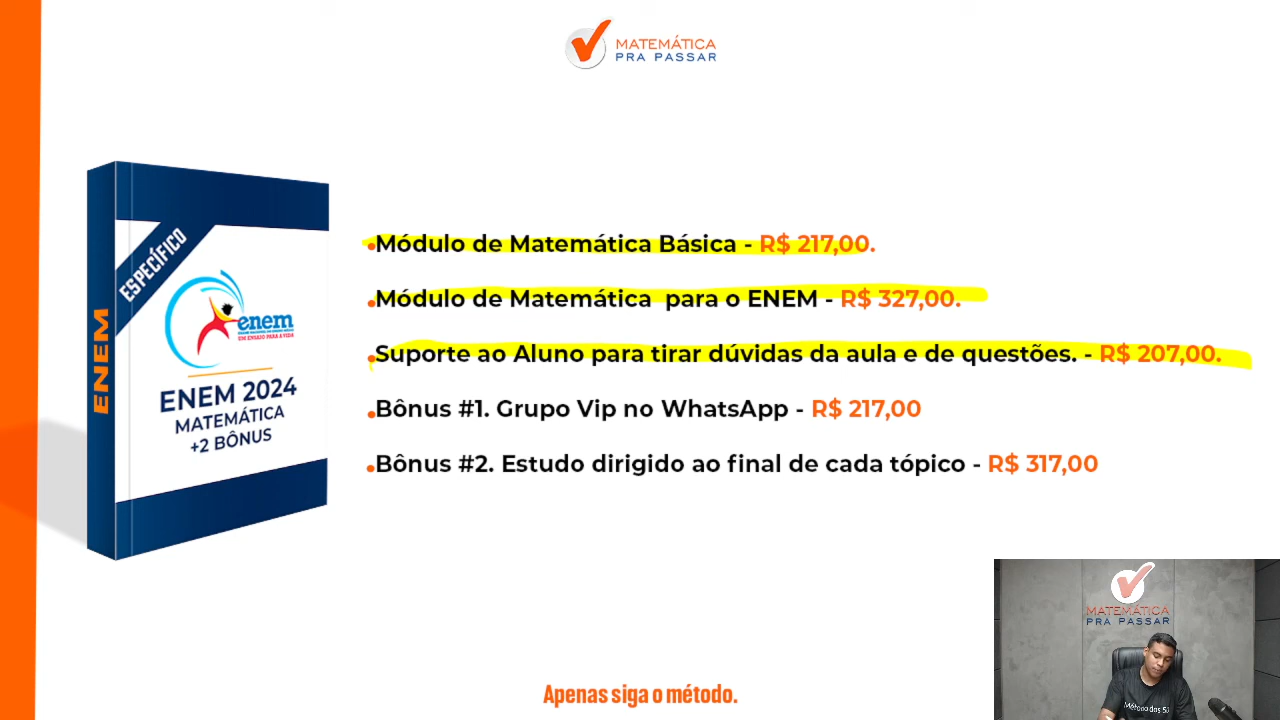 MATEMÁTICA
PRA PASSAR
ESPECÍFICO
ENEM
enem
ENEM 2024
MATEMÁTICA
+2 BÔNUS
•Módulo de Matemática Básica - R$ 217,00.
•Módulo de Matemática para o ENEM - R$ 327,00.
•Suporte ao Aluno para tirar dúvidas da aula e de questões. - R$ 207,00.
•Bônus #1. Grupo Vip no WhatsApp - R$ 217,00
•Bônus #2. Estudo dirigido ao final de cada tópico - R$ 317,00
MATEMÁTICA
PRA PASSAR
Apenas siga o método.